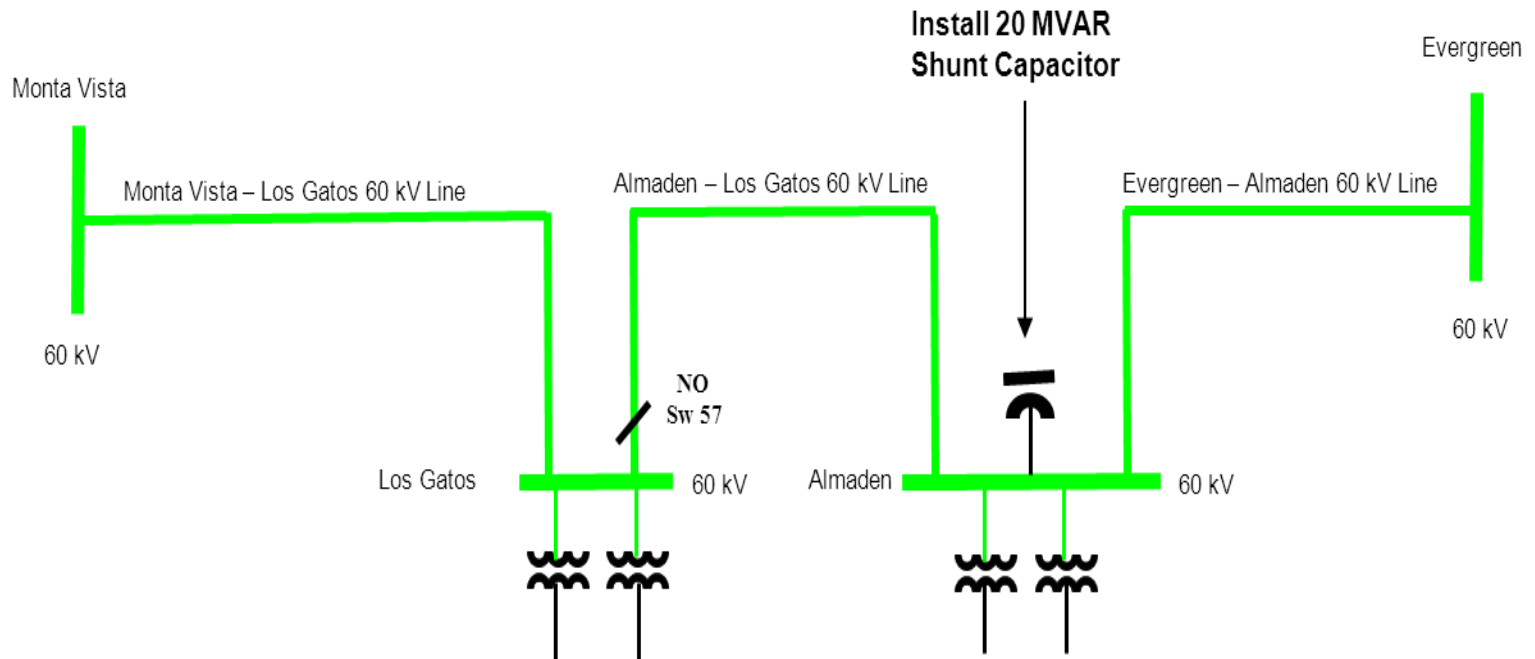 Install 20 MVAR
Shunt Capacitor
Evergreen
Monta Vista
Monta Vista – Los Gatos 60 kV Line
Almaden – Los Gatos 60 kV Line
Evergreen – Almaden 60 kV Line
60 kV
60 kV
NO
Sw 57
Los Gatos
60 kV
Almaden
60 kV